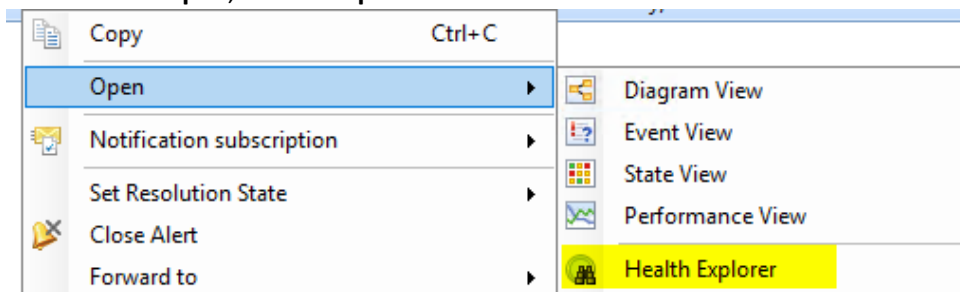 Copy Ctrl+C
Open
Notification subscription
Set Resolution State
Close Alert
Forward to
Diagram View
Event View
State View
Performance View
Health Explorer